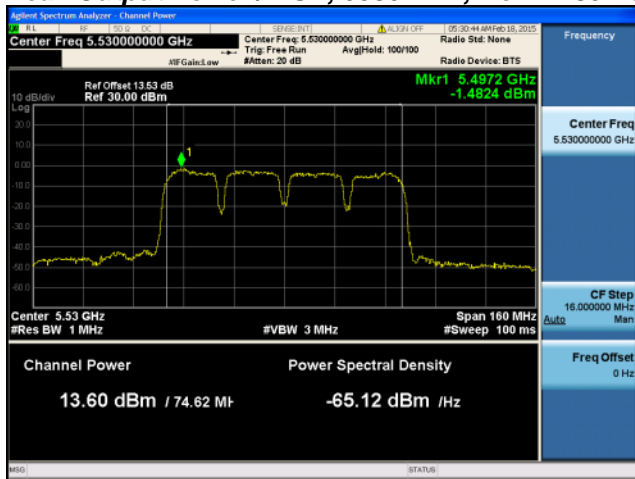 Agilent Spectrum Analyzer - Channel Power
RL RF 50 Ω DC SENSE:INT ALIGN OFF 05:30:44 AM Feb 18, 2015
Center Freq 5.530000000 GHz
Center Freq: 5.530000000 GHz
Radio Std: None
Trig: Free Run Avg|Hold: 100/100
#IFGain:Low #Atten: 20 dB Radio Device: BTS
Frequency
Ref Offset 13.53 dB
Mkr1 5.4972 GHz
10 dB/div Ref 30.00 dBm -1.4824 dBm
Log
20.0
10.0
0.00
-10.0
-20.0
-30.0
-40.0
-50.0
-60.0
1
Center 5.53 GHz Span 160 MHz
#Res BW 1 MHz #VBW 3 MHz #Sweep 100 ms
Channel Power Power Spectral Density
13.60 dBm / 74.62 MH -65.12 dBm /Hz
Center Freq
5.530000000 GHz
CF Step
16.000000 MHz
Auto Man
Freq Offset
0 Hz
MSG STATUS